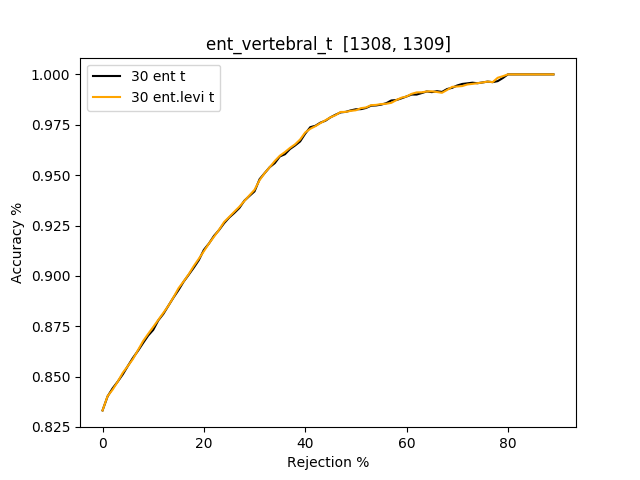 ent_vertebral_t  [1308, 1309]
30 ent t
30 ent.levi t
1.000
0.975
0.950
0.925
0.900
0.875
0.850
0.825
Accuracy %
0 20 40 60 80
Rejection %